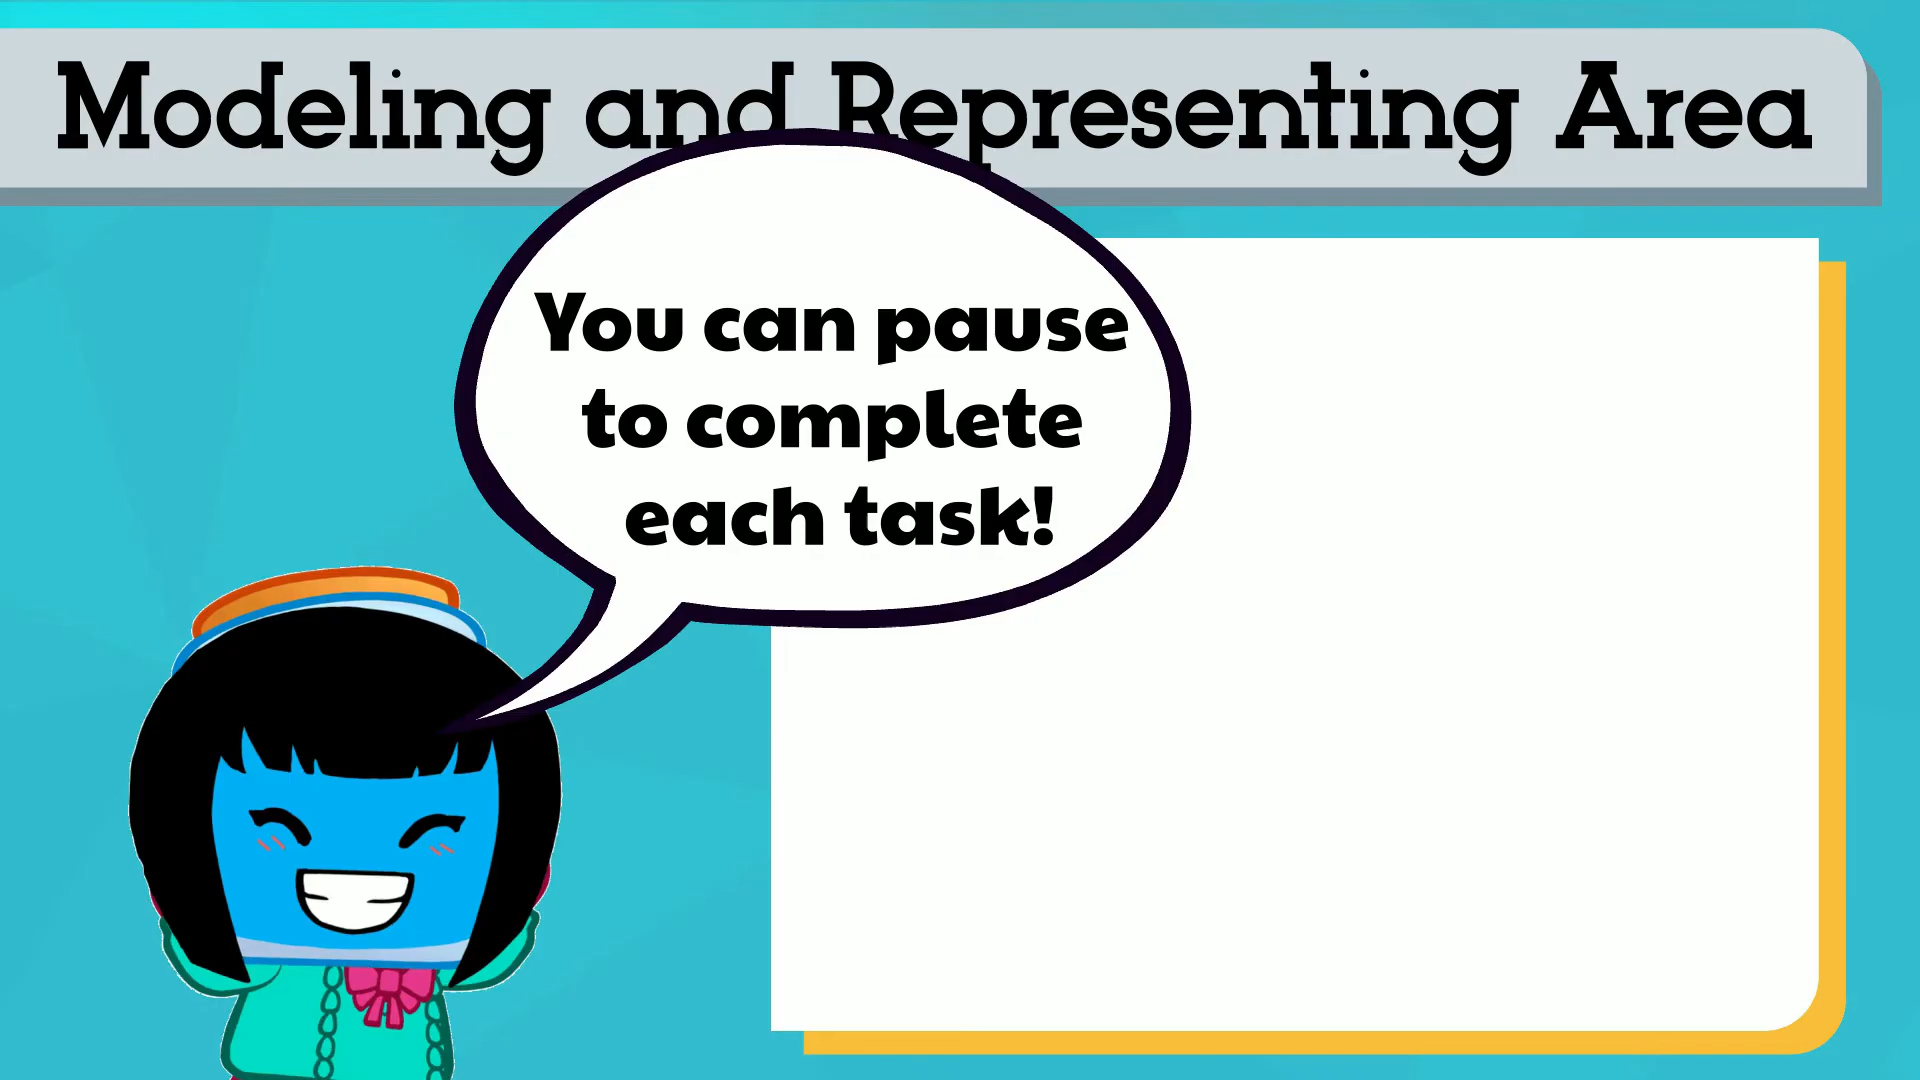 Modeling and Representing Area
You can pause
to complete
each task!